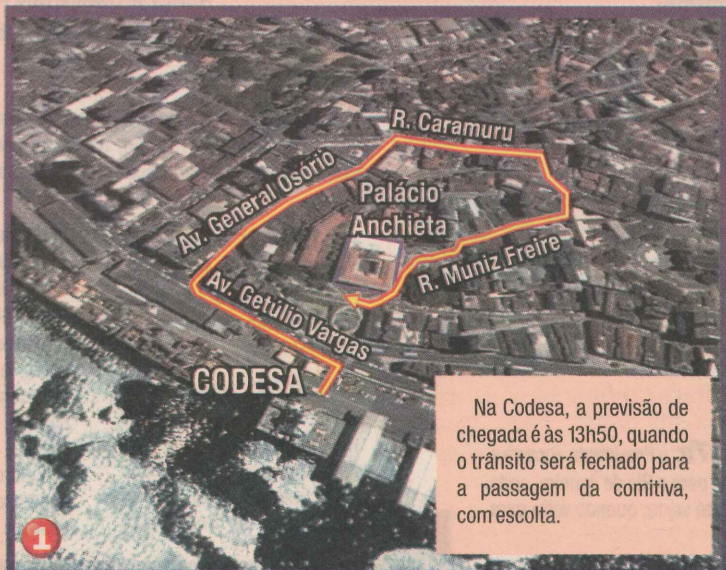 R. Caramuru
Av. General Osório
Palácio
Anchieta
R. Muniz Freire
Av. Getúlio Vargas
CODESA
Na Codesa, a previsão de
chegada é às 13h50, quando
o trânsito será fechado para
a passagem da comitiva,
com escolta.
1